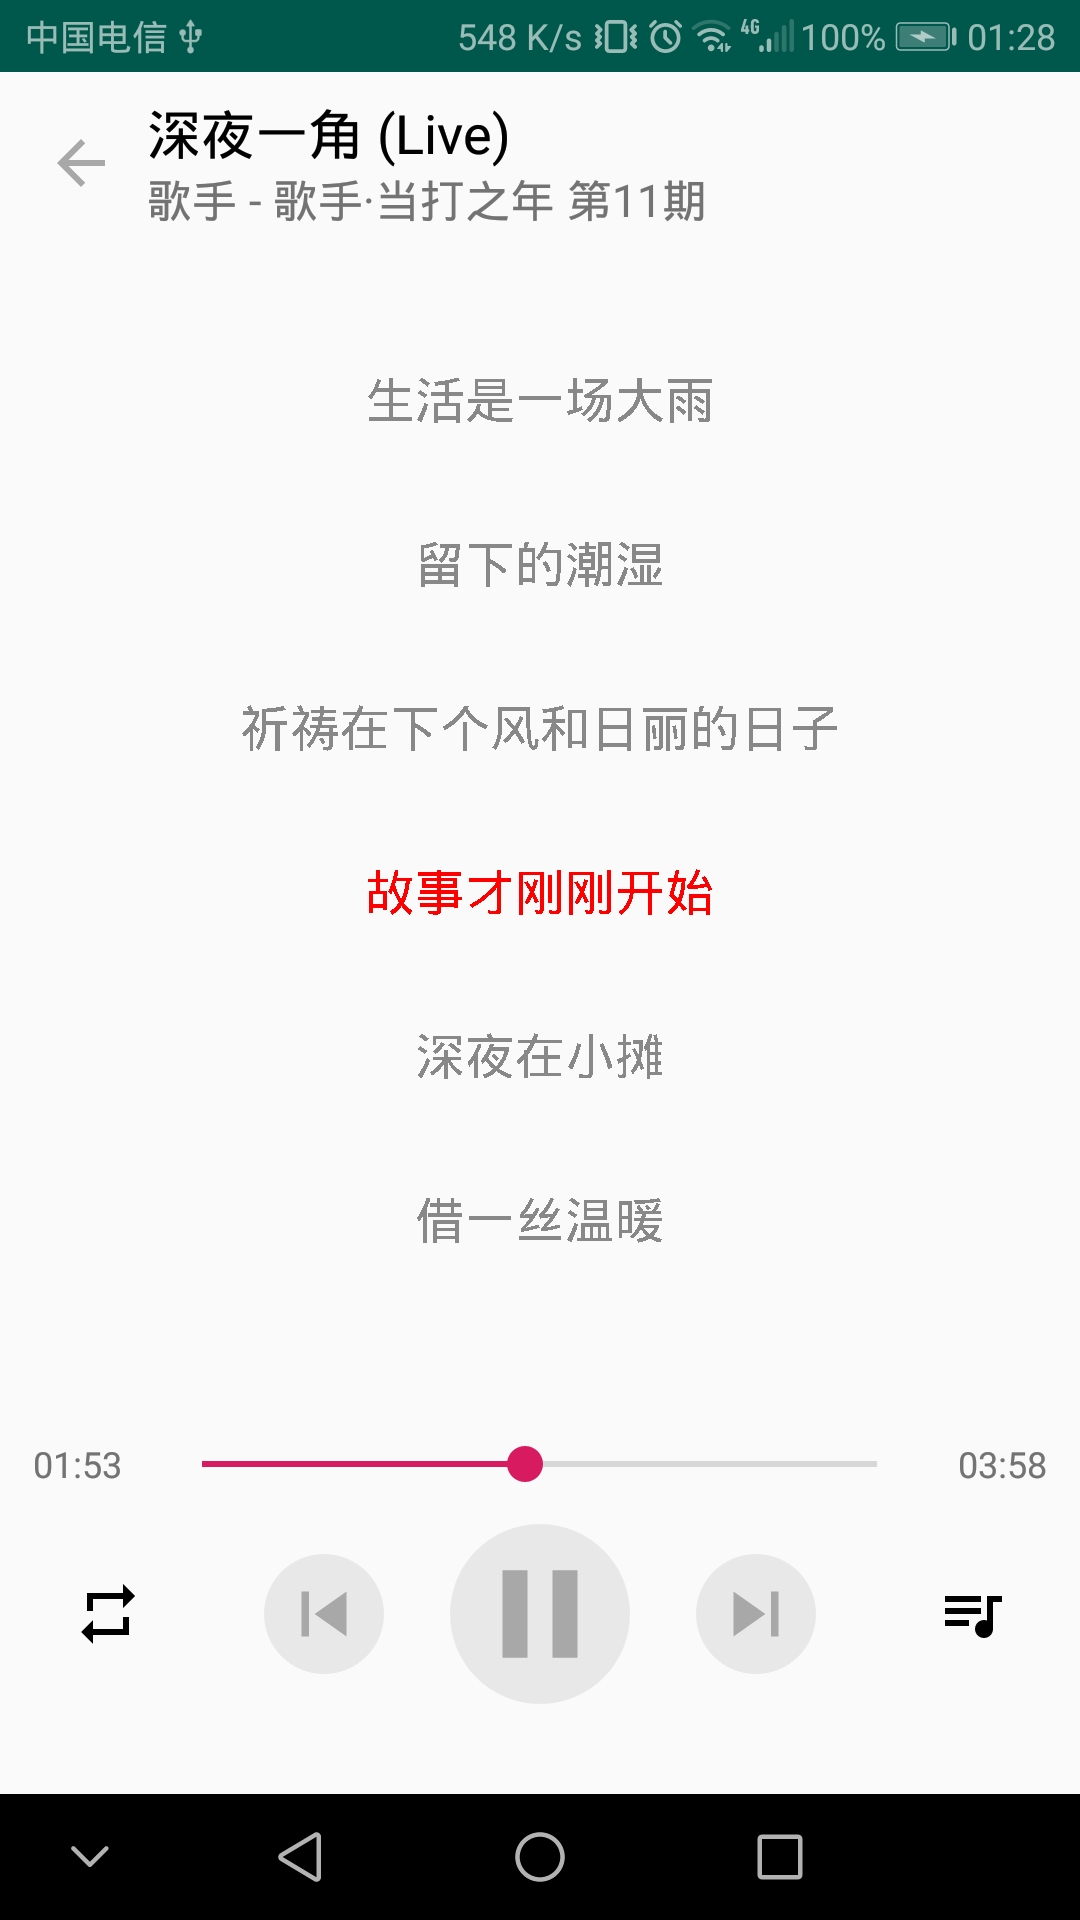 中国电信 548 K/s 4G 100% 01:28
深夜一角 (Live)
歌手 - 歌手·当打之年 第11期
生活是一场大雨
留下的潮湿
祈祷在下个风和日丽的日子
故事才刚刚开始
深夜在小摊
借一丝温暖
01:53 03:58